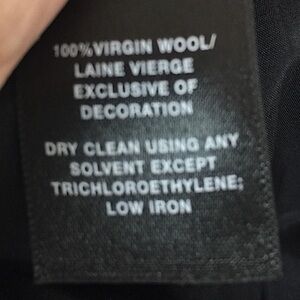 100% VIRGIN WOOL/
LAINE VIERGE
EXCLUSIVE OF
DECORATION
DRY CLEAN USING ANY
SOLVENT EXCEPT
TRICHLOROETHYLENE;
LOW IRON